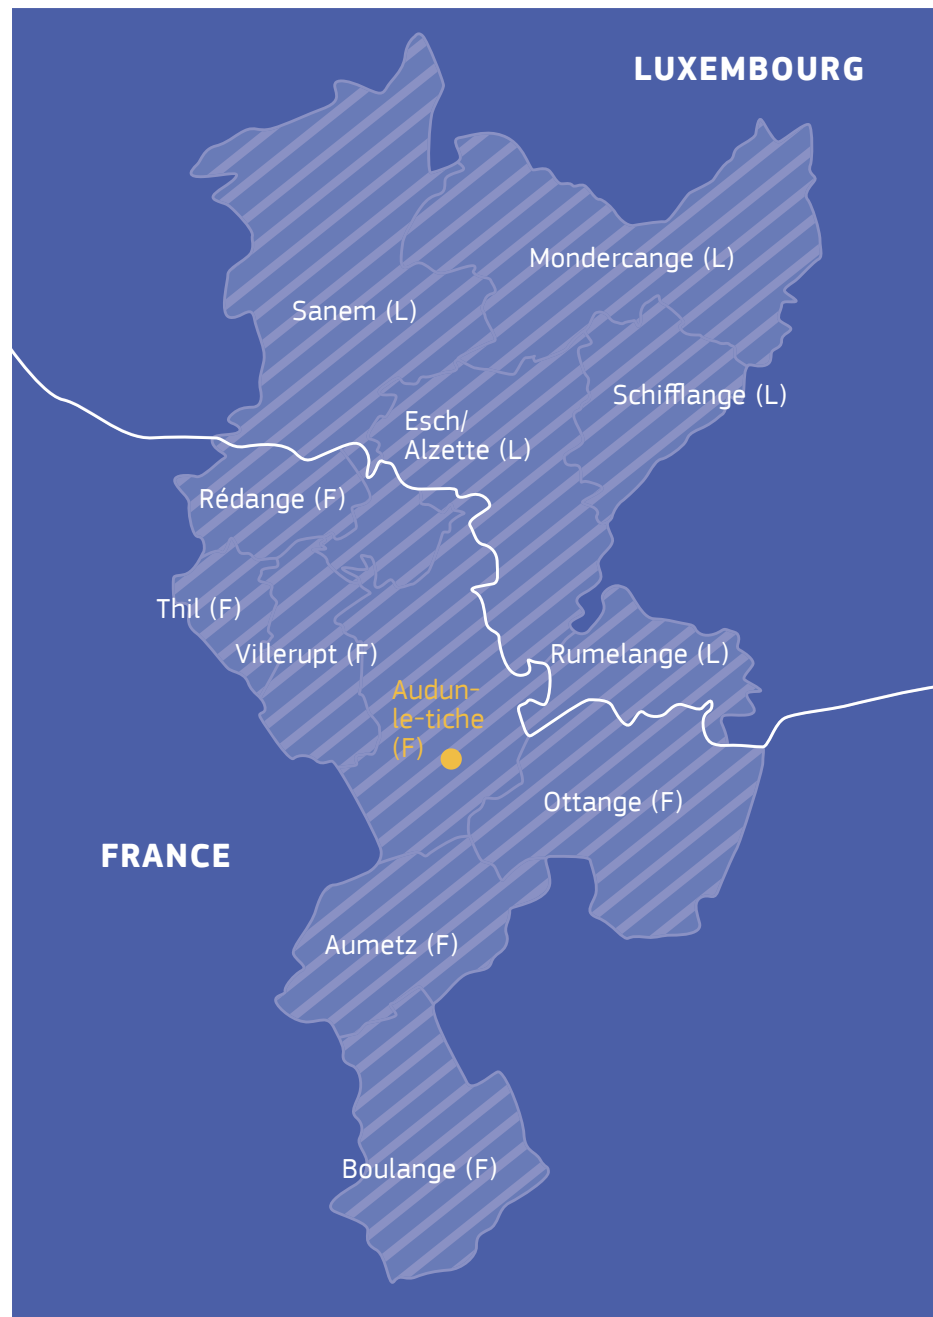 LUXEMBOURG
Mondercange (L)
Sanem (L)
Schifflange (L)
Esch/
Alzette (L)
Rédange (F)
Thil (F)
Villerupt (F)
Rumelange (L)
Audun-
le-tiche
(F)
Ottange (F)
FRANCE
Aumetz (F)
Boulange (F)